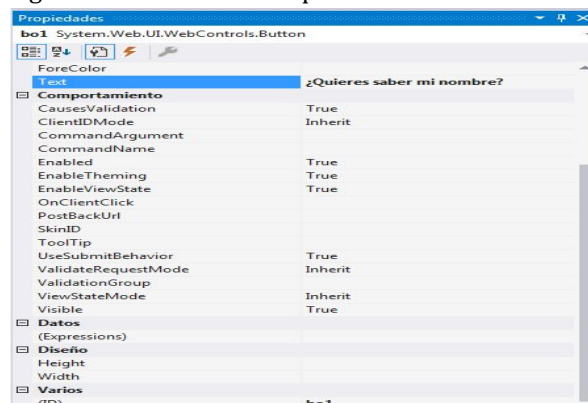 Propiedades
bo1 System.Web.UI.WebControls.Button
ForeColor
Text ¿Quieres saber mi nombre?
Comportamiento
CausesValidation True
ClientIDMode Inherit
CommandArgument
CommandName
Enabled True
EnableTheming True
EnableViewState True
OnClientClick
PostBackUrl
SkinID
ToolTip
UseSubmitBehavior True
ValidateRequestMode Inherit
ValidationGroup
ViewStateMode Inherit
Visible True
Datos
(Expressions)
Diseño
Height
Width
Varios
(ID) bo1